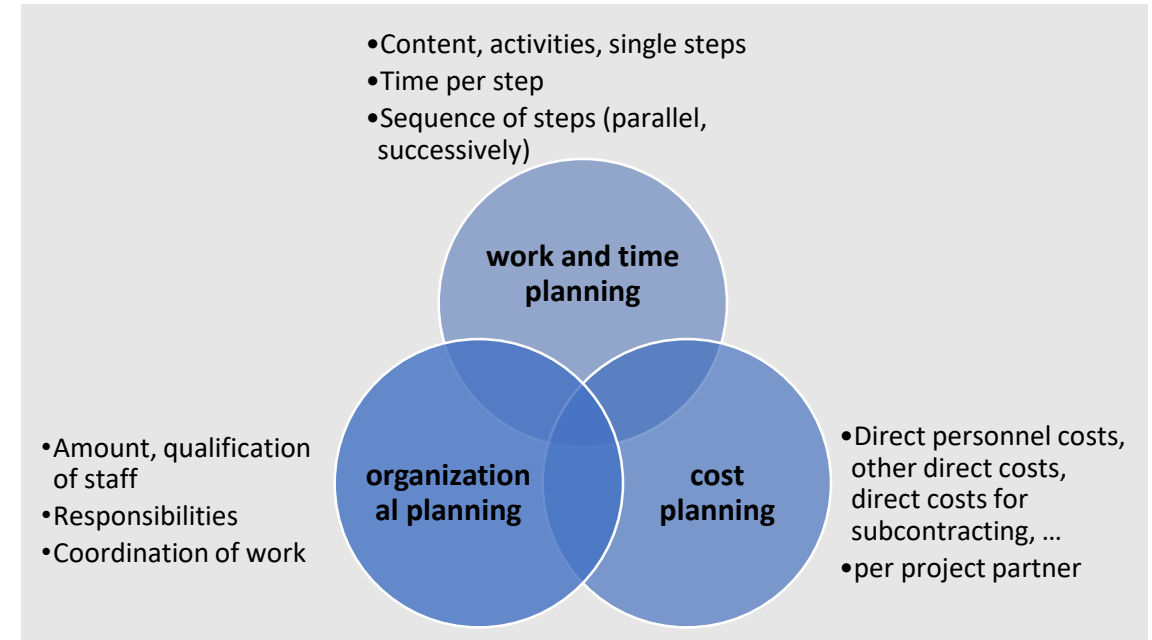 •Content, activities, single steps
•Time per step
•Sequence of steps (parallel,
successively)
work and time
planning
•Amount, qualification
of staff
•Responsibilities
•Coordination of work
organization
al planning
cost
planning
•Direct personnel costs,
other direct costs,
direct costs for
subcontracting, …
•per project partner